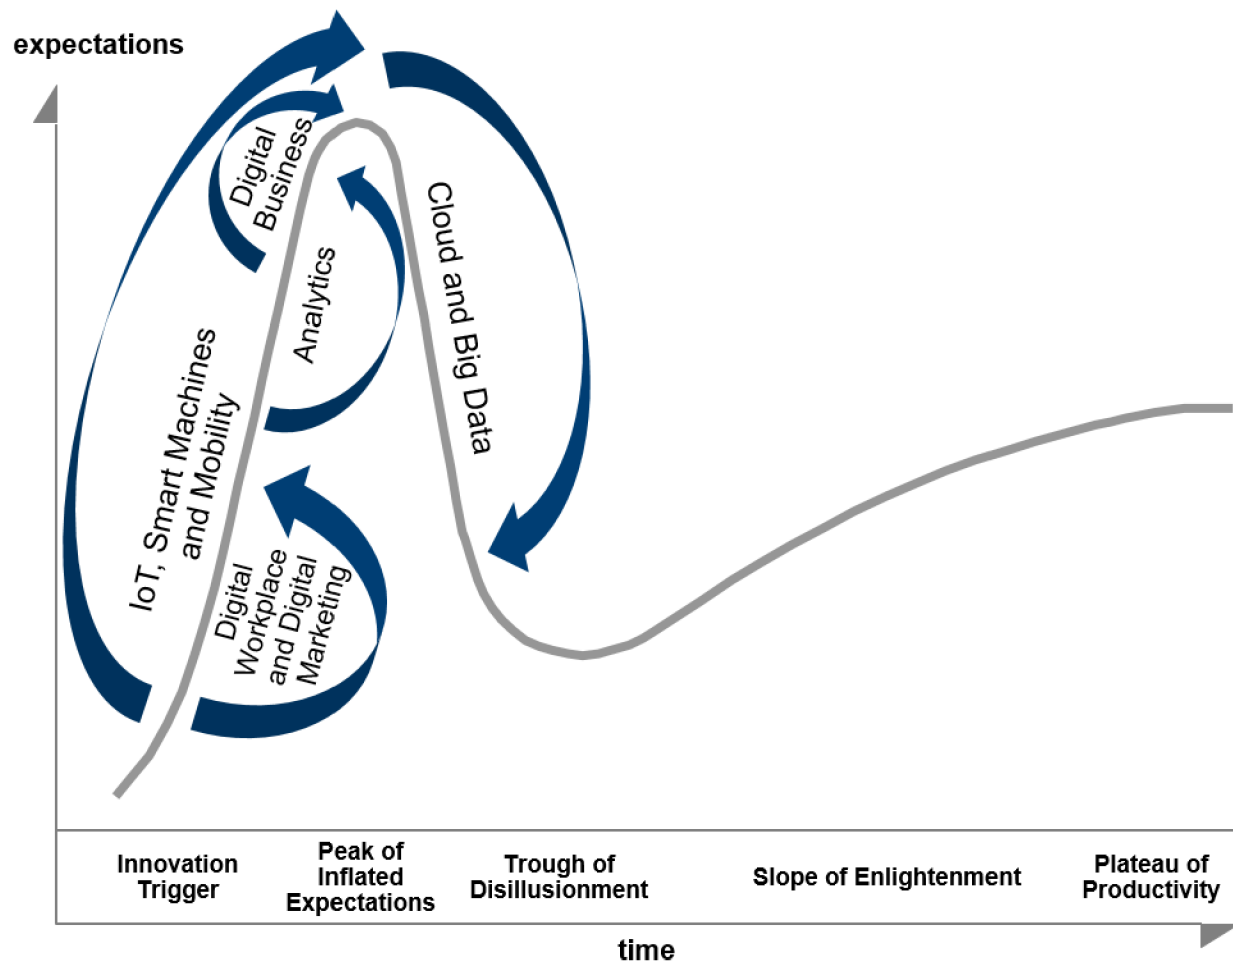 expectations
Digital
Business
Analytics
Cloud and Big Data
IoT, Smart Machines
and Mobility
Digital
Workplace
and Digital
Marketing
Innovation
Trigger
Peak of
Inflated
Expectations
Trough of
Disillusionment
Slope of Enlightenment
Plateau of
Productivity
time